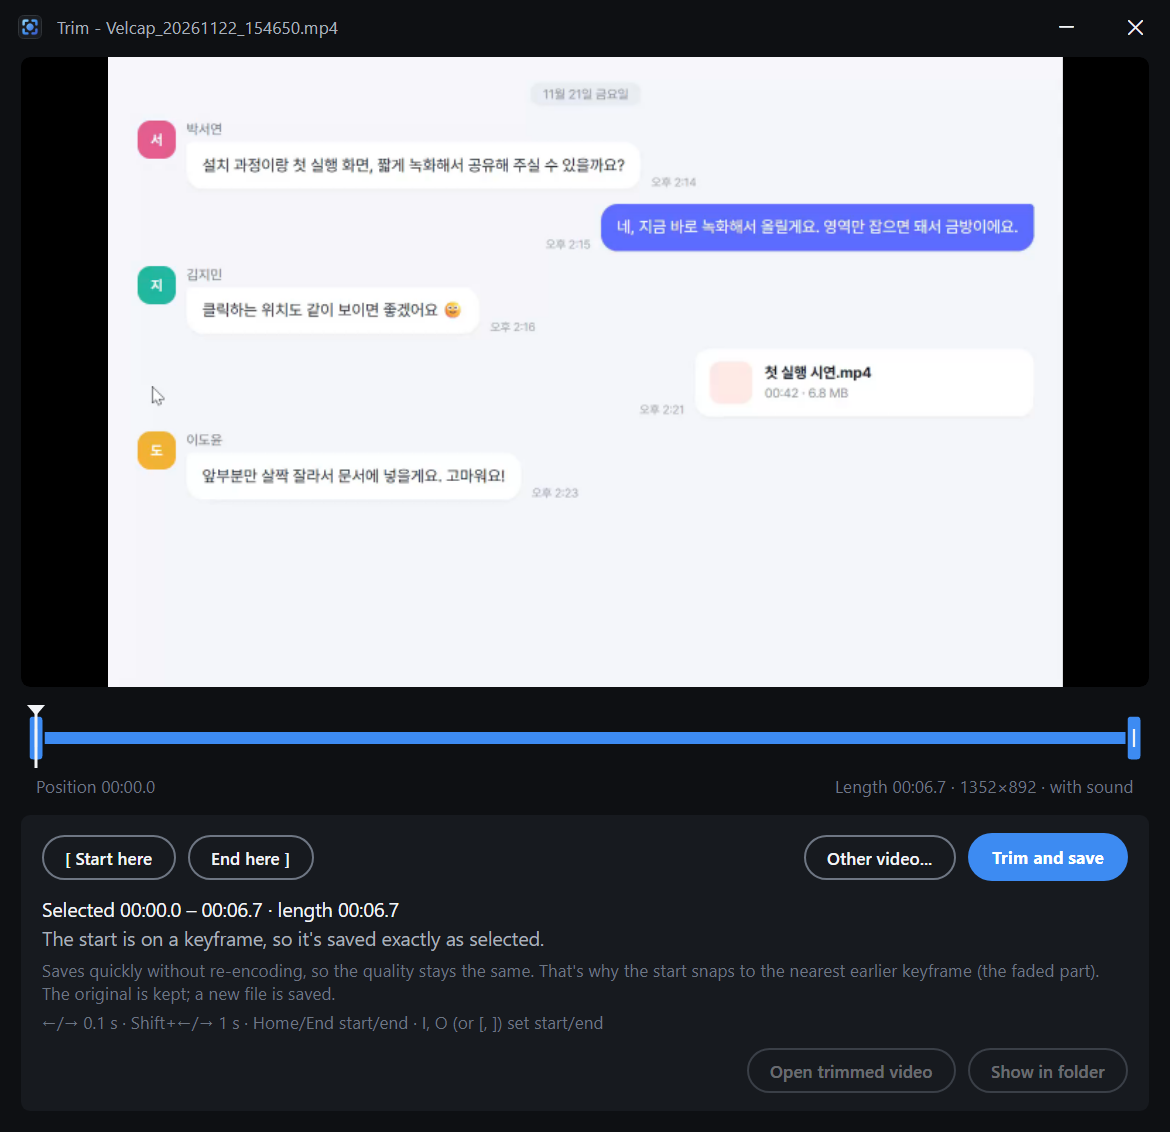 Trim - Velcap_20261122_154650.mp4
11월 21일 금요일
서
박서연
설치 과정이랑 첫 실행 화면, 짧게 녹화해서 공유해 주실 수 있을까요?
오후 2:14
네, 지금 바로 녹화해서 올릴게요. 영역만 잡으면 돼서 금방이에요.
오후 2:15
지
김지민
클릭하는 위치도 같이 보이면 좋겠어요 😄
오후 2:16
첫 실행 시연.mp4
00:42 · 6.8 MB
오후 2:21
도
이도윤
앞부분만 살짝 잘라서 문서에 넣을게요. 고마워요!
오후 2:23
Position 00:00.0
Length 00:06.7 · 1352×892 · with sound
[ Start here
End here ]
Other video...
Trim and save
Selected 00:00.0 – 00:06.7 · length 00:06.7
The start is on a keyframe, so it's saved exactly as selected.
Saves quickly without re-encoding, so the quality stays the same. That's why the start snaps to the nearest earlier keyframe (the faded part).
The original is kept; a new file is saved.
←/→ 0.1 s · Shift+←/→ 1 s · Home/End start/end · I, O (or [, ]) set start/end
Open trimmed video
Show in folder